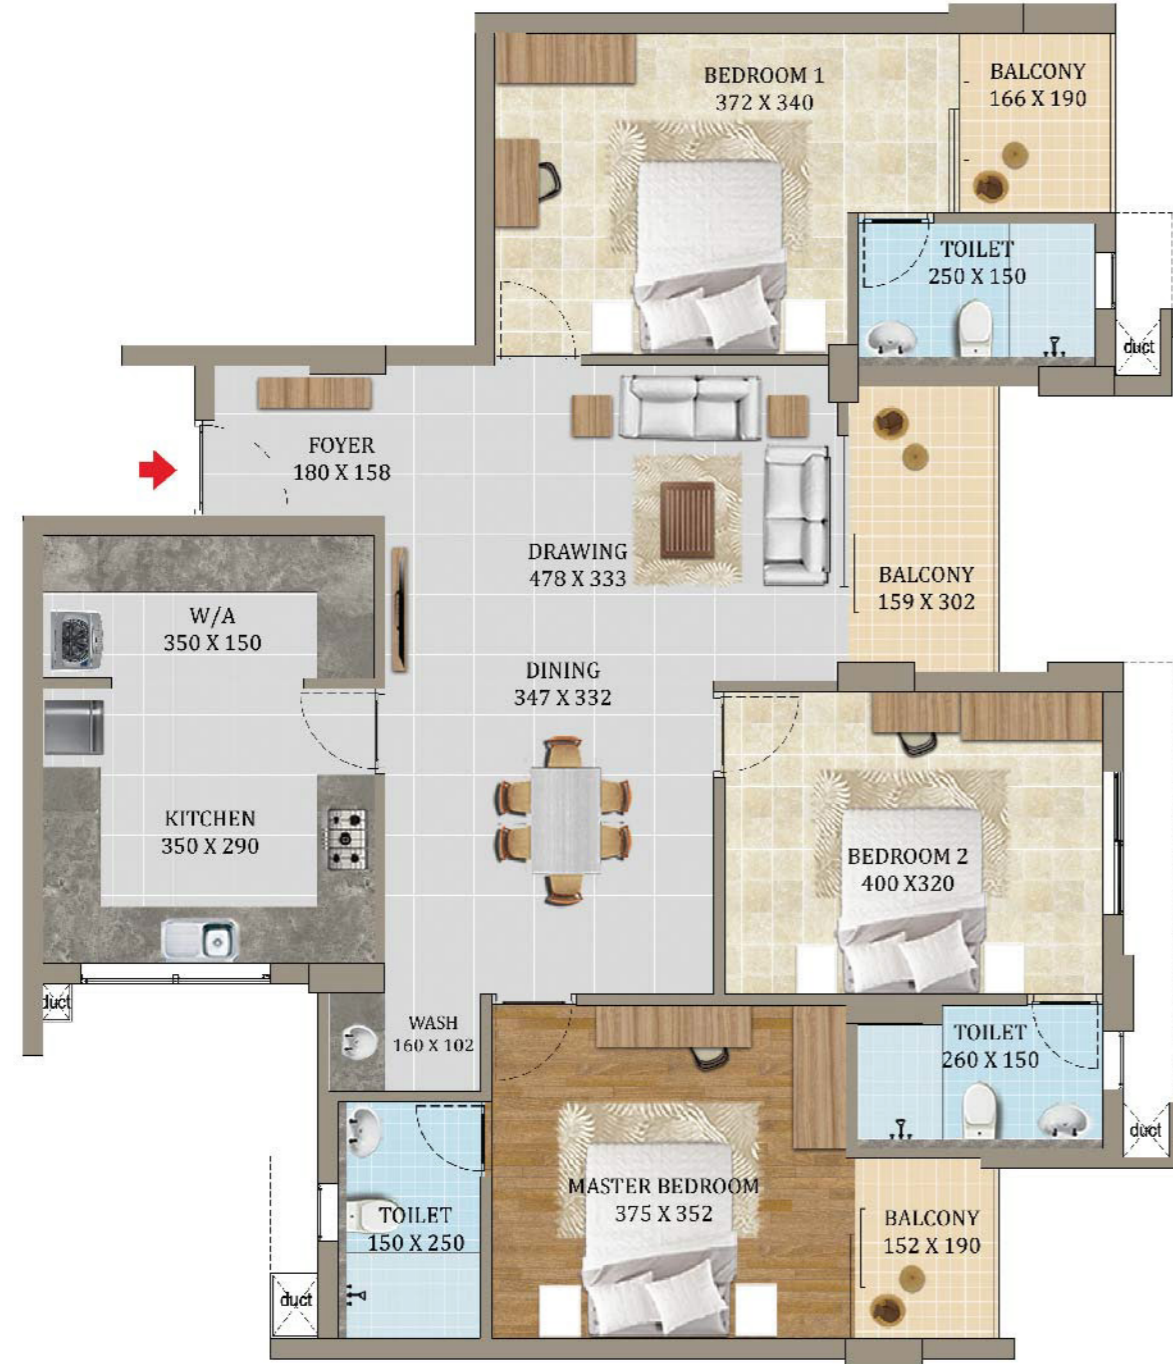 BEDROOM 1
372 X 340
BALCONY
166 X 190
TOILET
250 X 150
duct
FOYER
180 X 158
DRAWING
478 X 333
BALCONY
159 X 302
W/A
350 X 150
DINING
347 X 332
KITCHEN
350 X 290
BEDROOM 2
400 X320
duct
WASH
160 X 102
TOILET
260 X 150
duct
MASTER BEDROOM
375 X 352
TOILET
150 X 250
BALCONY
152 X 190
duct